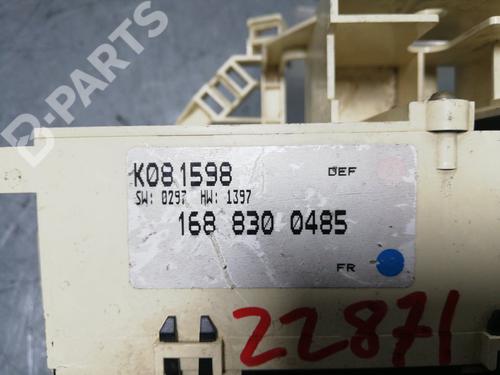 B-PARTS
K081598
DEF
SW: 0297 HW: 1397
168 830 0485
FR
22871